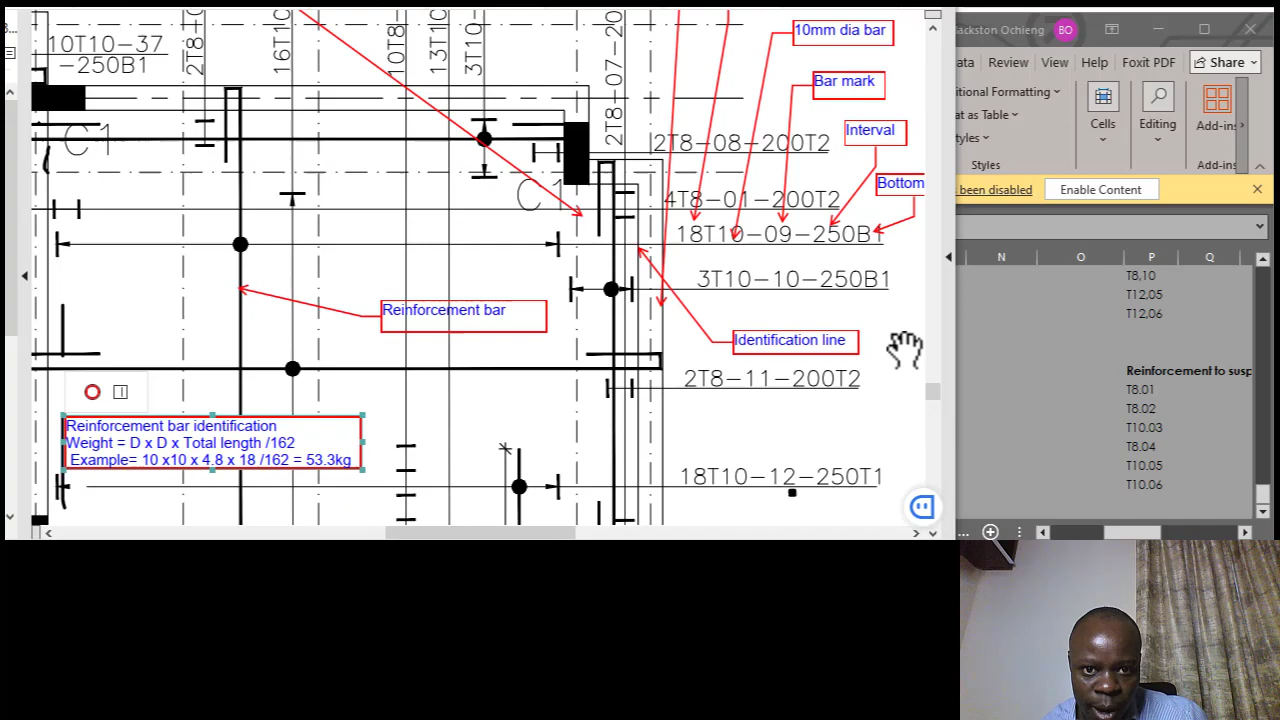 10T10-37
-250B1
2T8-0
16T10
10T8-
13T10
3T10-
2T8-07-20
10mm dia bar
Bar mark
Interval
Bottom
C1
C1
2T8-08-200T2
4T8-01-200T2
18T10-09-250B1
3T10-10-250B1
Reinforcement bar
Identification line
2T8-11-200T2
Reinforcement bar identification
Weight = D x D x Total length /162
Example= 10 x10 x 4.8 x 18 /162 = 53.3kg
18T10-12-250T1
ackston Ochieng
BO
ata
Review
View
Help
Foxit PDF
Share
itional Formatting
at as Table
tyles
Styles
Cells
Editing
Add-ins
Add-ins
been disabled
Enable Content
N O P Q
T8,10
T12,05
T12,06
Reinforcement to susp
T8.01
T8.02
T10.03
T8.04
T10.05
T10.06